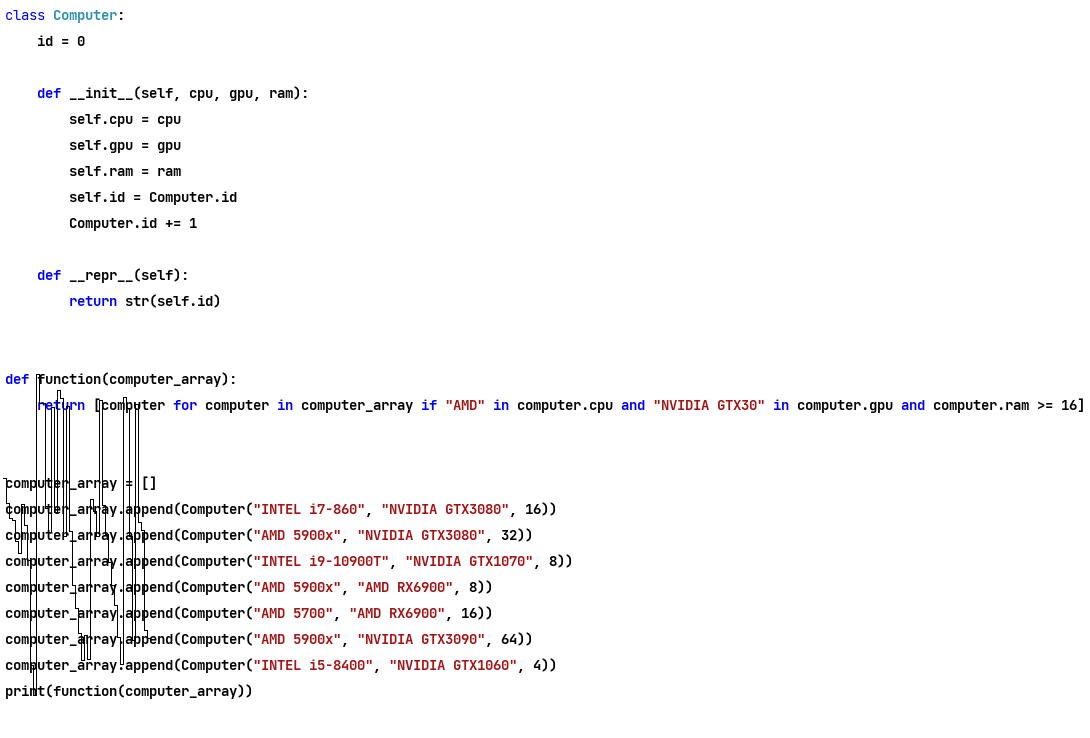 class Computer:
    id = 0
    def __init__(self, cpu, gpu, ram):
        self.cpu = cpu
        self.gpu = gpu
        self.ram = ram
        self.id = Computer.id
        Computer.id += 1
    def __repr__(self):
        return str(self.id)
def function(computer_array):
    return [computer for computer in computer_array if "AMD" in computer.cpu and "NVIDIA GTX30" in computer.gpu and computer.ram >= 16]
computer_array = []
computer_array.append(Computer("INTEL i7-860", "NVIDIA GTX3080", 16))
computer_array.append(Computer("AMD 5900x", "NVIDIA GTX3080", 32))
computer_array.append(Computer("INTEL i9-10900T", "NVIDIA GTX1070", 8))
computer_array.append(Computer("AMD 5900x", "AMD RX6900", 8))
computer_array.append(Computer("AMD 5700", "AMD RX6900", 16))
computer_array.append(Computer("AMD 5900x", "NVIDIA GTX3090", 64))
computer_array.append(Computer("INTEL i5-8400", "NVIDIA GTX1060", 4))
print(function(computer_array))